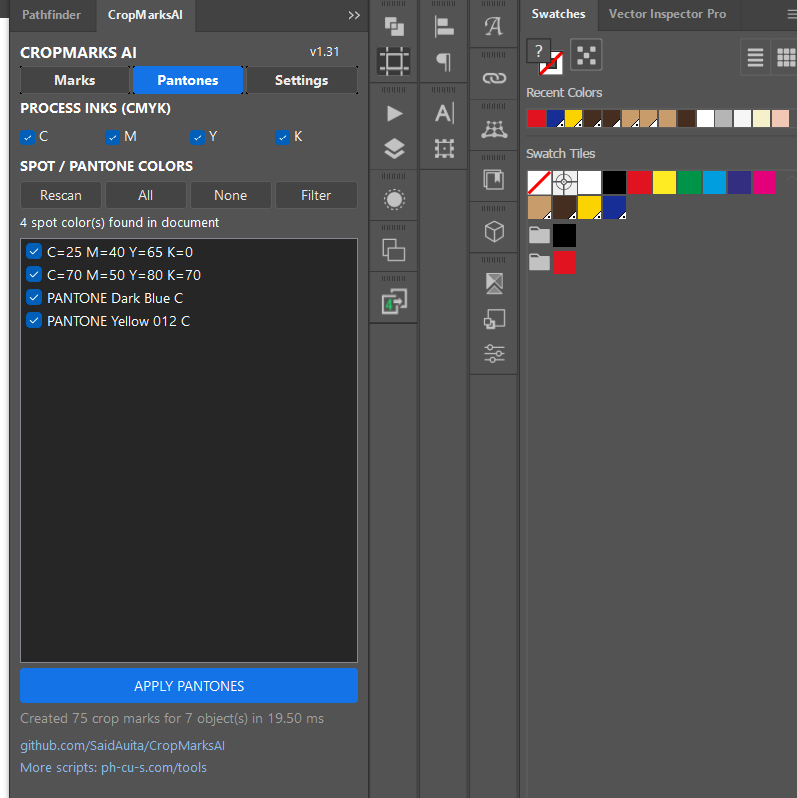 Pathfinder
CropMarksAI
CROPMARKS AI
v1.31
Marks
Pantones
Settings
PROCESS INKS (CMYK)
C
M
Y
K
SPOT / PANTONE COLORS
Rescan
All
None
Filter
4 spot color(s) found in document
C=25 M=40 Y=65 K=0
C=70 M=50 Y=80 K=70
PANTONE Dark Blue C
PANTONE Yellow 012 C
APPLY PANTONES
Created 75 crop marks for 7 object(s) in 19.50 ms
github.com/SaidAuita/CropMarksAI
More scripts: ph-cu-s.com/tools
4
A
A
Swatches
Vector Inspector Pro
?
Recent Colors
Swatch Tiles